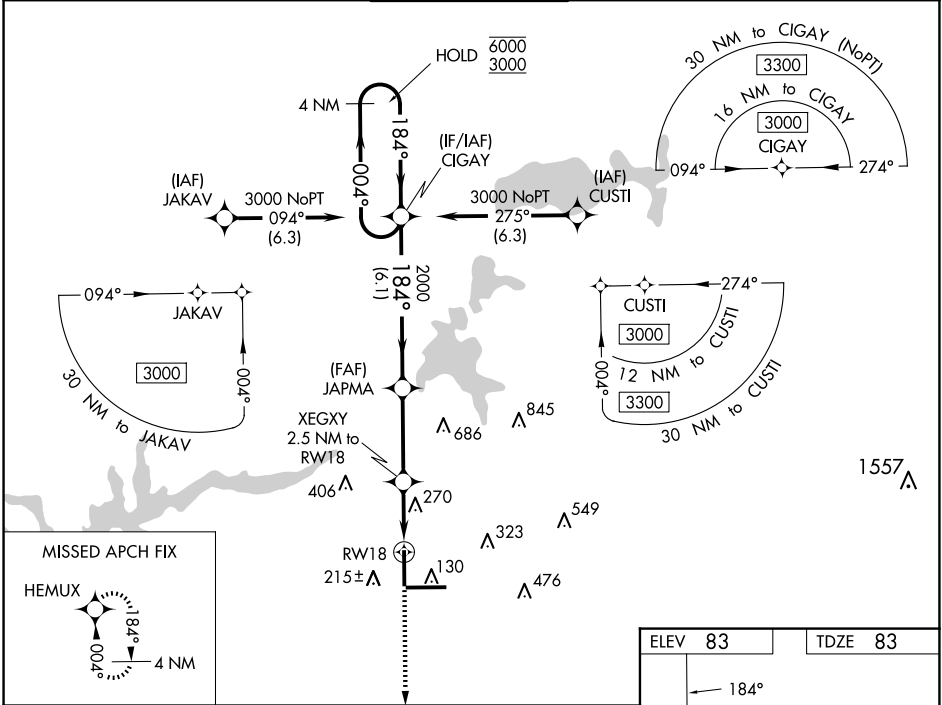 HOLD 6000
3000
4 NM
184°
004°
(IF/IAF)
CIGAY
(IAF)
JAKAV
3000 NoPT
094°
(6.3)
3000 NoPT
275°
(6.3)
(IAF)
CUSTI
30 NM to CIGAY (NoPT)
3300
16 NM to CIGAY
3000
CIGAY
094°
274°
2000
184°
(6.1)
094°
JAKAV
3000
004°
30 NM to JAKAV
274°
CUSTI
3000
004°
12 NM to CUSTI
3300
30 NM to CUSTI
(FAF)
JAPMA
XEGXY
2.5 NM to
RW18
686
845
406
270
1557
549
323
RW18
215±
130
476
MISSED APCH FIX
HEMUX
184°
004°
4 NM
ELEV 83
TDZE 83
184°